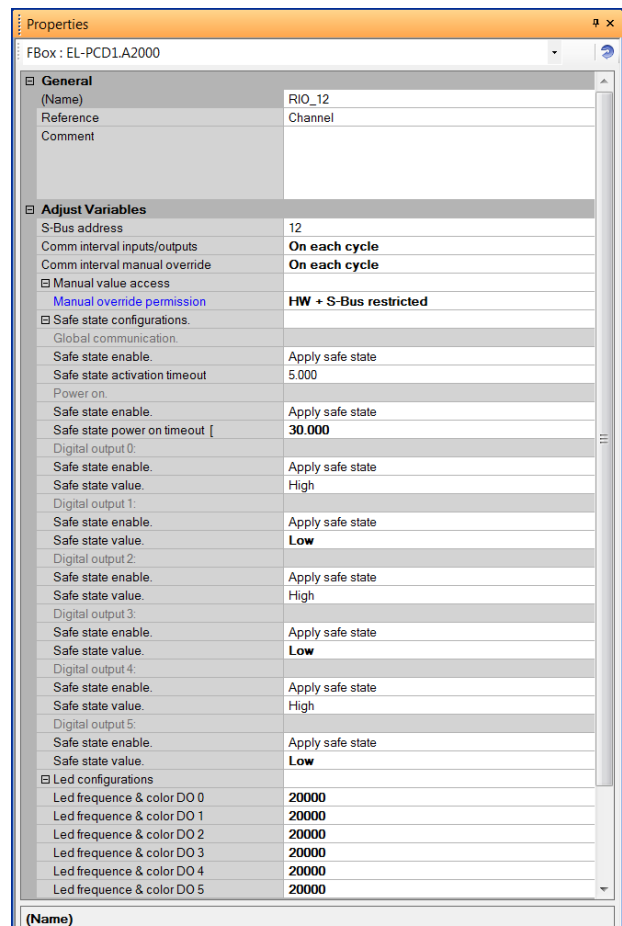 Properties
FBox : EL-PCD1.A2000
General
(Name) RIO_12
Reference Channel
Comment
Adjust Variables
S-Bus address 12
Comm interval inputs/outputs On each cycle
Comm interval manual override On each cycle
Manual value access
Manual override permission HW + S-Bus restricted
Safe state configurations.
Global communication.
Safe state enable. Apply safe state
Safe state activation timeout 5.000
Power on.
Safe state enable. Apply safe state
Safe state power on timeout [ 30.000
Digital output 0:
Safe state enable. Apply safe state
Safe state value. High
Digital output 1:
Safe state enable. Apply safe state
Safe state value. Low
Digital output 2:
Safe state enable. Apply safe state
Safe state value. High
Digital output 3:
Safe state enable. Apply safe state
Safe state value. Low
Digital output 4:
Safe state enable. Apply safe state
Safe state value. High
Digital output 5:
Safe state enable. Apply safe state
Safe state value. Low
Led configurations
Led frequence & color DO 0 20000
Led frequence & color DO 1 20000
Led frequence & color DO 2 20000
Led frequence & color DO 3 20000
Led frequence & color DO 4 20000
Led frequence & color DO 5 20000
(Name)